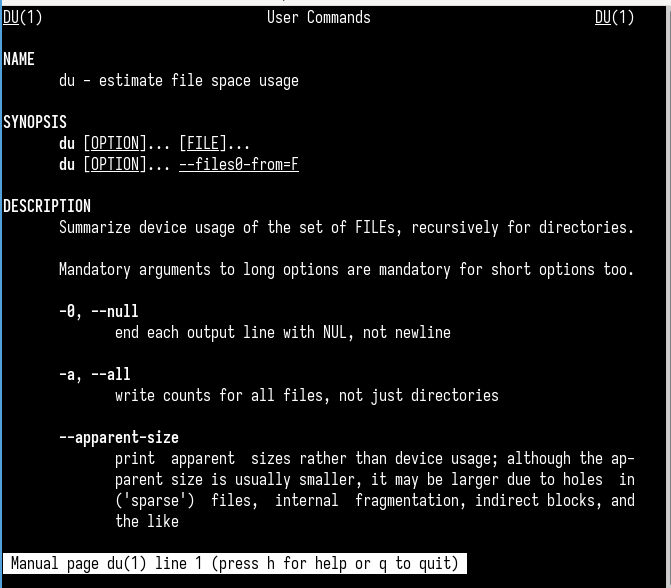 DU(1) User Commands DU(1)
NAME
du - estimate file space usage
SYNOPSIS
du [OPTION]... [FILE]...
du [OPTION]... --files0-from=F
DESCRIPTION
Summarize device usage of the set of FILEs, recursively for directories.
Mandatory arguments to long options are mandatory for short options too.
-0, --null
end each output line with NUL, not newline
-a, --all
write counts for all files, not just directories
--apparent-size
print apparent sizes rather than device usage; although the ap-
parent size is usually smaller, it may be larger due to holes in
('sparse') files, internal fragmentation, indirect blocks, and
the like
Manual page du(1) line 1 (press h for help or q to quit)